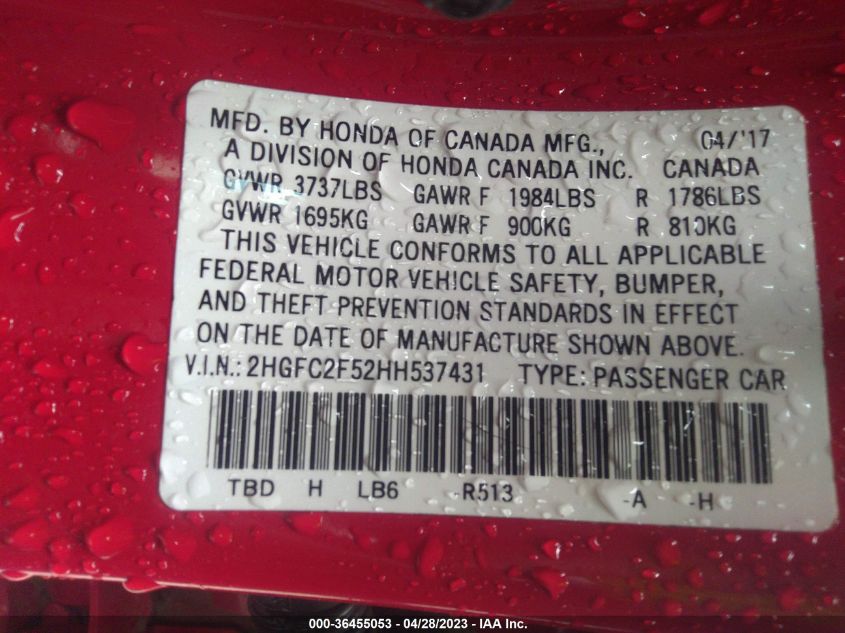 MFD. BY HONDA OF CANADA MFG., 04/'17
A DIVISION OF HONDA CANADA INC. CANADA
GVWR 3737LBS GAWR F 1984LBS R 1786LBS
GVWR 1695KG GAWR F 900KG R 810KG
THIS VEHICLE CONFORMS TO ALL APPLICABLE
FEDERAL MOTOR VEHICLE SAFETY, BUMPER,
AND THEFT PREVENTION STANDARDS IN EFFECT
ON THE DATE OF MANUFACTURE SHOWN ABOVE.
V.I.N.: 2HGFC2F52HH537431 TYPE: PASSENGER CAR
TBD H LB6 R513 -A -H
000-36455053 - 04/28/2023 - IAA Inc.